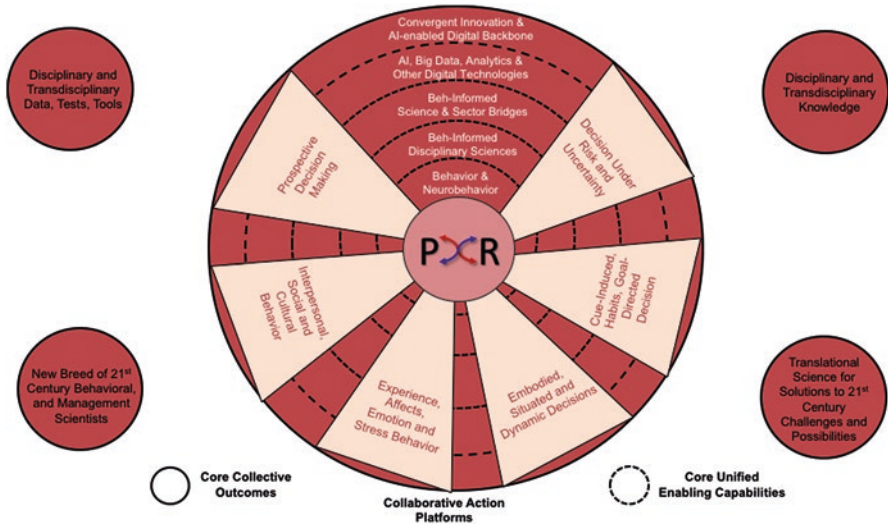 Convergent Innovation &
AI-enabled Digital Backbone
AI, Big Data, Analytics &
Other Digital Technologies
Beh-Informed
Science & Sector Bridges
Beh-Informed
Disciplinary Sciences
Behavior &
Neurobehavior
Disciplinary and
Transdisciplinary
Data, Tests, Tools
Disciplinary and
Transdisciplinary
Knowledge
Prospective
Decision
Making
Decision Under
Risk and
Uncertainty
P R
Interpersonal,
Social and
Cultural
Behavior
Cue-Induced,
Habits, Goal-
Directed
Decision
Experience,
Affects,
Emotion and
Stress Behavior
Embodied,
Situated and
Dynamic Decisions
New Breed of 21st
Century Behavioral,
and Management
Scientists
Translational
Science for
Solutions to 21st
Century
Challenges and
Possibilities
Core Collective
Outcomes
Collaborative Action
Platforms
Core Unified
Enabling Capabilities